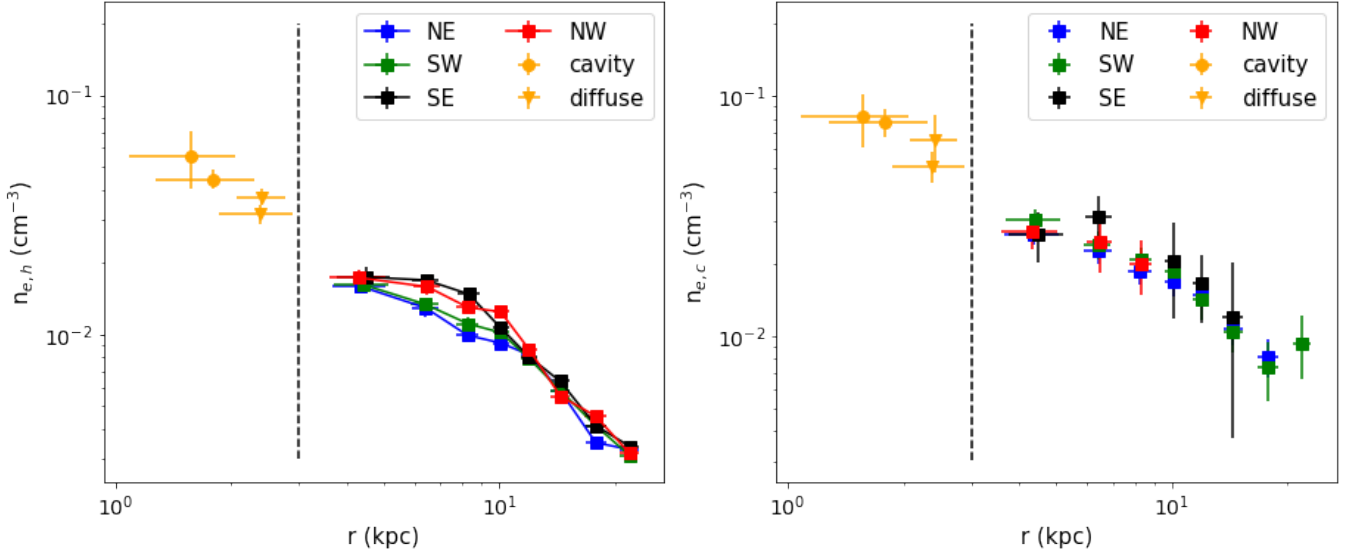 NE NW
SW cavity
SE diffuse
10⁻¹
10⁻²
n_{e,h} (cm⁻³)
10⁰ 10¹
r (kpc)
NE NW
SW cavity
SE diffuse
10⁻¹
10⁻²
n_{e,c} (cm⁻³)
10⁰ 10¹
r (kpc)